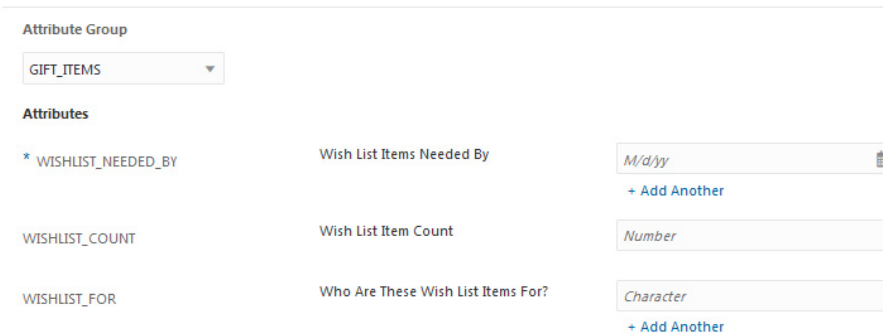 Attribute Group
GIFT_ITEMS
Attributes
* WISHLIST_NEEDED_BY Wish List Items Needed By M/d/yy
+ Add Another
WISHLIST_COUNT Wish List Item Count Number
WISHLIST_FOR Who Are These Wish List Items For? Character
+ Add Another